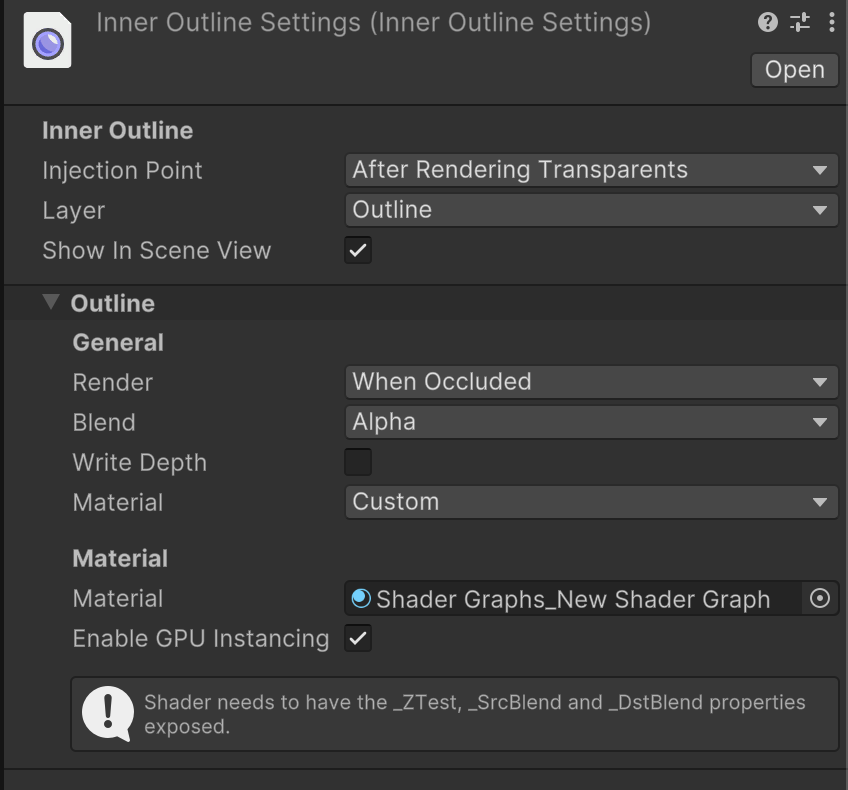 Inner Outline Settings (Inner Outline Settings)
Open
Inner Outline
Injection Point After Rendering Transparents
Layer Outline
Show In Scene View
Outline
General
Render When Occluded
Blend Alpha
Write Depth
Material Custom
Material
Material Shader Graphs_New Shader Graph
Enable GPU Instancing
Shader needs to have the _ZTest, _SrcBlend and _DstBlend properties
exposed.